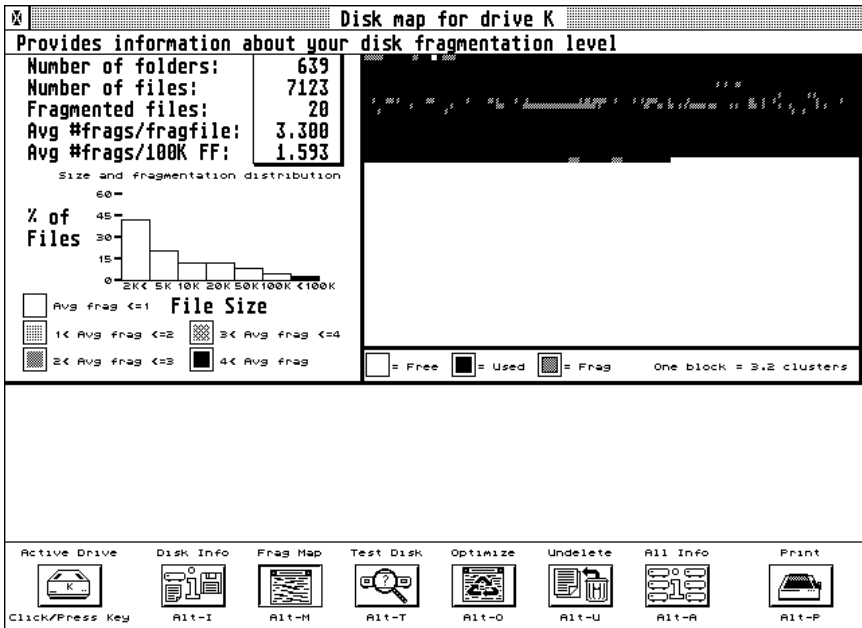 Disk map for drive K
Provides information about your disk fragmentation level
Number of folders: 639
Number of files: 7123
Fragmented files: 20
Avg #frags/fragfile: 3.300
Avg #frags/100K FF: 1.593
Size and fragmentation distribution
% of Files
60
45
30
15
0
2K< 5K 10K 20K 50K 100K <100K
File Size
Avg frag <=1
1< Avg frag <=2
3< Avg frag <=4
2< Avg frag <=3
4< Avg frag
= Free = Used = Frag One block = 3.2 clusters
Active Drive Disk Info Frag Map Test Disk Optimize Undelete All Info Print
K
Click/Press Key Alt-I Alt-M Alt-T Alt-O Alt-U Alt-A Alt-P